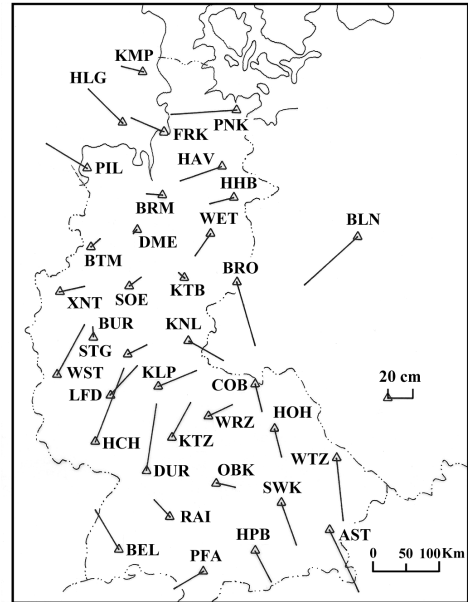 KMP
HLG
PNK
FRK
HAV
PIL
HHB
BRM
WET
BLN
DME
BTM
BRO
KTB
SOE
XNT
BUR
KNL
STG
WST
KLP
COB
20 cm
LFD
WRZ
HOH
HCH
KTZ
WTZ
DUR
OBK
SWK
RAI
AST
HPB
BEL
PFA
0 50 100 Km